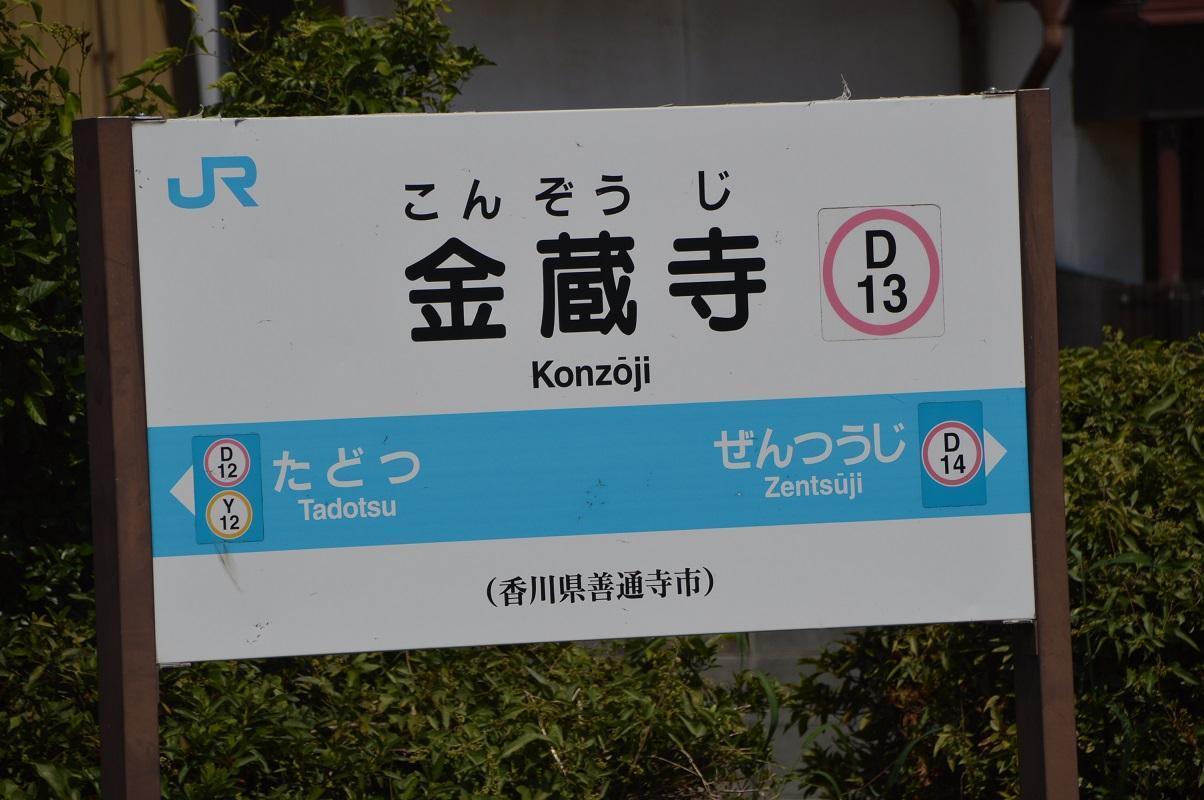 JR
こんぞうじ
金蔵寺
D
13
Konzōji
D
12
Y
12
たどつ
Tadotsu
ぜんつうじ
Zentsūji
D
14
(香川県善通寺市)